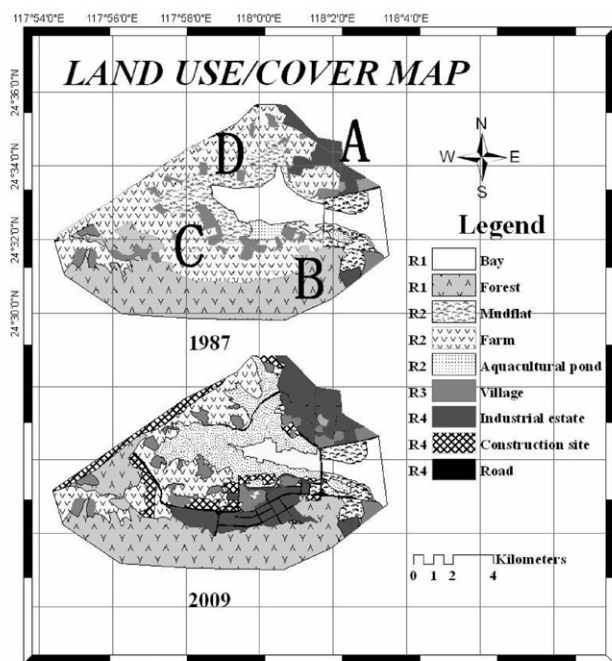 117°54'0"E 117°56'0"E 117°58'0"E 118°0'0"E 118°2'0"E 118°4'0"E
LAND USE/COVER MAP
24°36'0"N
24°34'0"N
24°32'0"N
24°30'0"N
A
D
C
B
1987
N
W E
S
Legend
R1 Bay
R1 Forest
R2 Mudflat
R2 Farm
R2 Aquacultural pond
R3 Village
R4 Industrial estate
R4 Construction site
R4 Road
Kilometers
0 1 2 4
2009